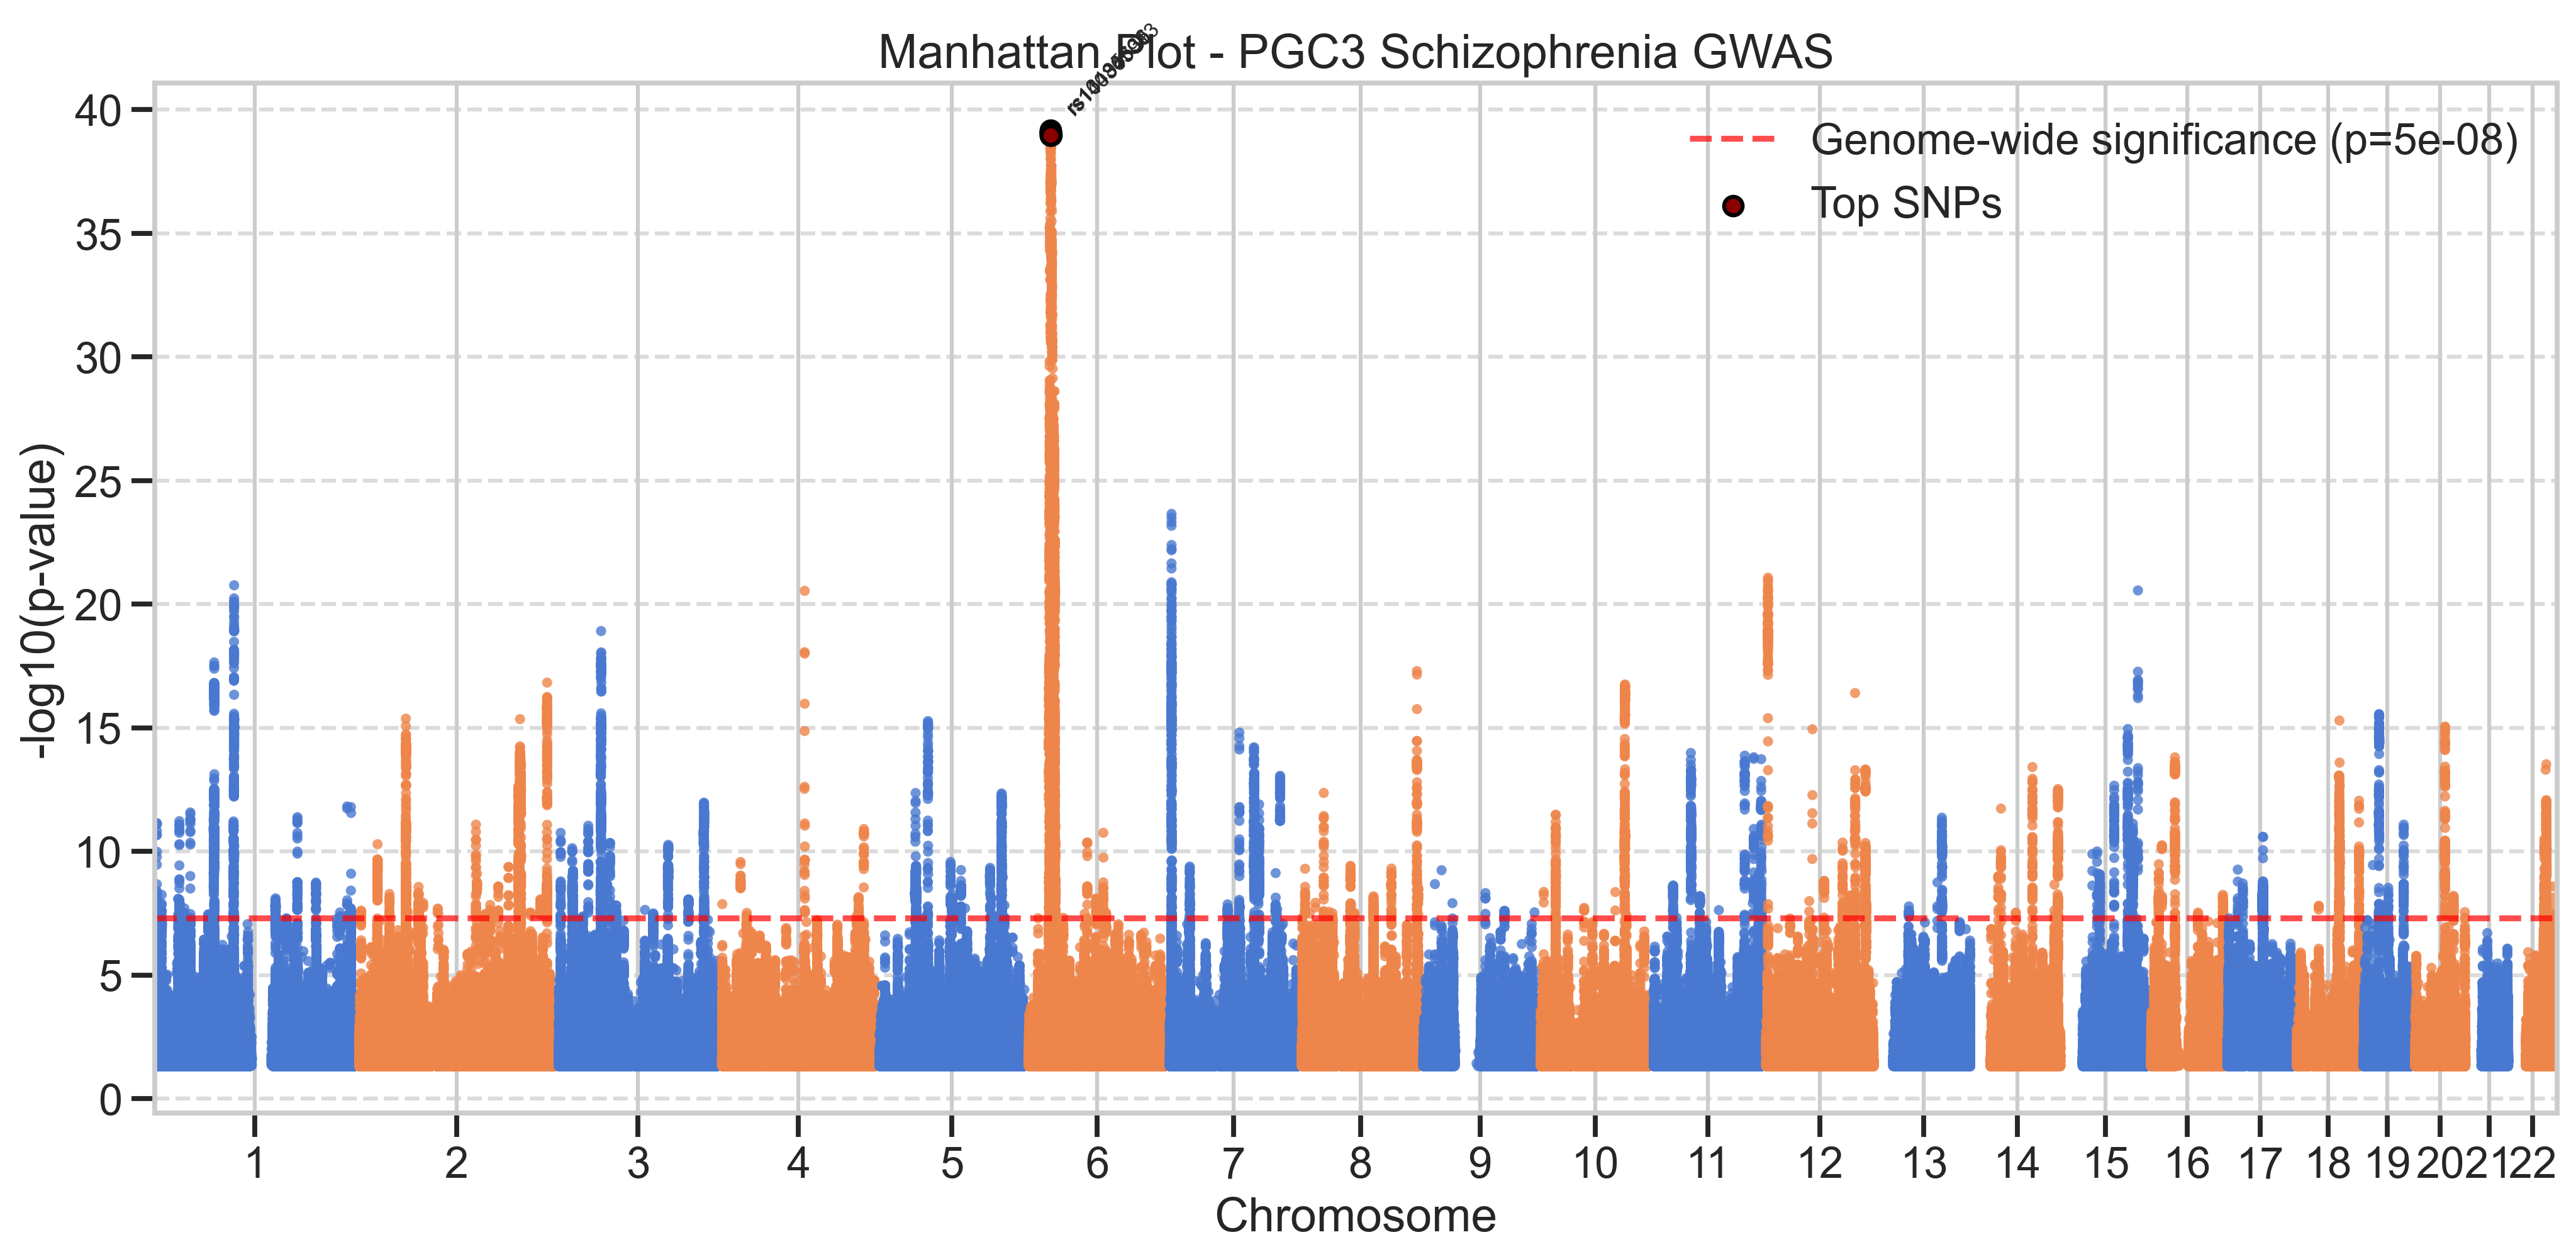 Manhattan Plot - PGC3 Schizophrenia GWAS
Genome-wide significance (p=5e-08)
Top SNPs
-log10(p-value)
40
35
30
25
20
15
10
5
0
1 2 3 4 5 6 7 8 9 10 11 12 13 14 15 16 17 18 19 20 21 22
Chromosome